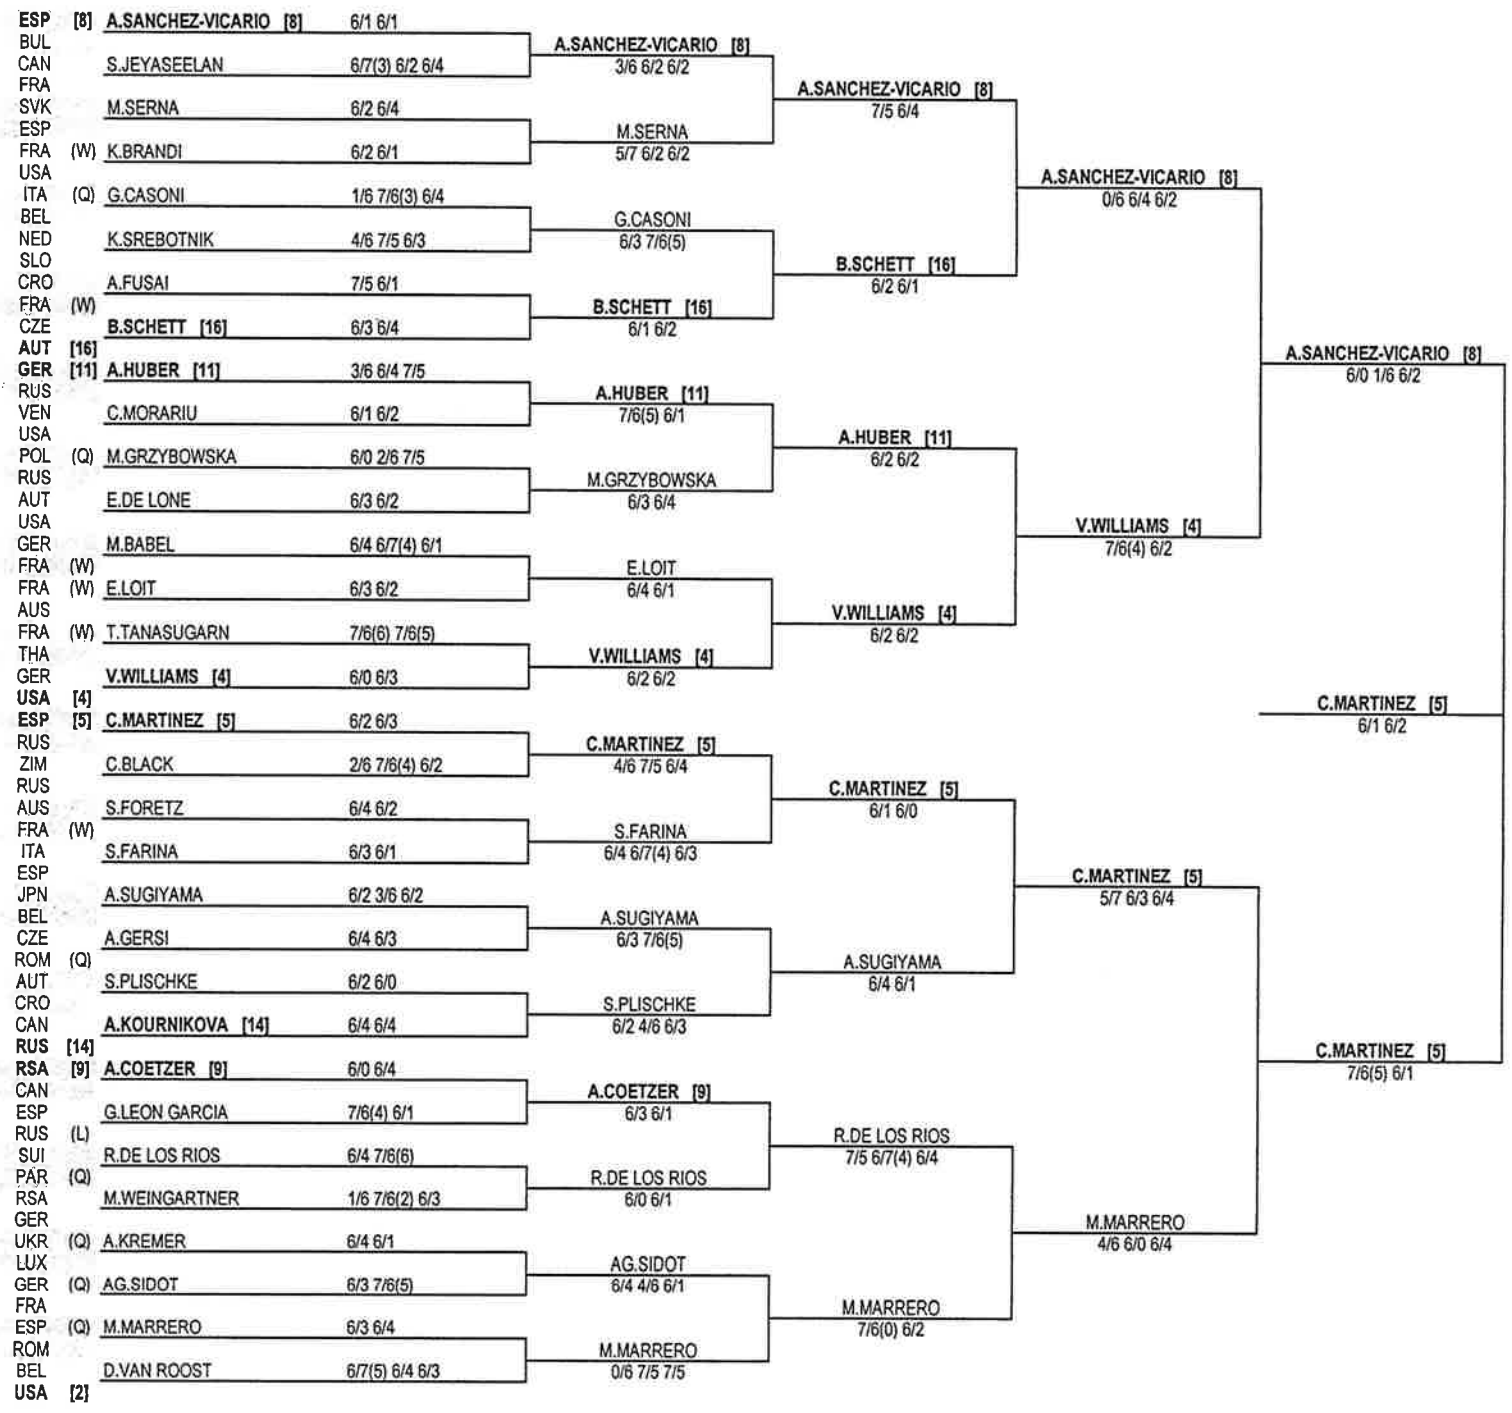 ESP [8] A.SANCHEZ-VICARIO [8] 6/1 6/1
BUL
A.SANCHEZ-VICARIO [8]
CAN S.JEYASEELAN 6/7(3) 6/2 6/4
3/6 6/2 6/2
FRA
A.SANCHEZ-VICARIO [8]
SVK M.SERNA 6/2 6/4
7/5 6/4
ESP
M.SERNA
FRA (W) K.BRANDI 6/2 6/1
5/7 6/2 6/2
USA
A.SANCHEZ-VICARIO [8]
ITA (Q) G.CASONI 1/6 7/6(3) 6/4
0/6 6/4 6/2
BEL
G.CASONI
NED K.SREBOTNIK 4/6 7/5 6/3
6/3 7/6(5)
SLO
B.SCHETT [16]
CRO A.FUSAI 7/5 6/1
6/2 6/1
FRA (W)
B.SCHETT [16]
CZE B.SCHETT [16] 6/3 6/4
6/1 6/2
AUT [16]
A.SANCHEZ-VICARIO [8]
GER [11] A.HUBER [11] 3/6 6/4 7/5
6/0 1/6 6/2
RUS
A.HUBER [11]
VEN C.MORARIU 6/1 6/2
7/6(5) 6/1
USA
A.HUBER [11]
POL (Q) M.GRZYBOWSKA 6/0 2/6 7/5
6/2 6/2
RUS
M.GRZYBOWSKA
AUT E.DE LONE 6/3 6/2
6/3 6/4
USA
V.WILLIAMS [4]
GER M.BABEL 6/4 6/7(4) 6/1
7/6(4) 6/2
FRA (W)
E.LOIT
FRA (W) E.LOIT 6/3 6/2
6/4 6/1
AUS
V.WILLIAMS [4]
FRA (W) T.TANASUGARN 7/6(6) 7/6(5)
6/2 6/2
THA
V.WILLIAMS [4]
GER V.WILLIAMS [4] 6/0 6/3
6/2 6/2
USA [4]
C.MARTINEZ [5]
ESP [5] C.MARTINEZ [5] 6/2 6/3
6/1 6/2
RUS
C.MARTINEZ [5]
ZIM C.BLACK 2/6 7/6(4) 6/2
4/6 7/5 6/4
RUS
C.MARTINEZ [5]
AUS S.FORETZ 6/4 6/2
6/1 6/0
FRA (W)
S.FARINA
ITA S.FARINA 6/3 6/1
6/4 6/7(4) 6/3
ESP
C.MARTINEZ [5]
JPN A.SUGIYAMA 6/2 3/6 6/2
5/7 6/3 6/4
BEL
A.SUGIYAMA
CZE A.GERSI 6/4 6/3
6/3 7/6(5)
ROM (Q)
A.SUGIYAMA
AUT S.PLISCHKE 6/2 6/0
6/4 6/1
CRO
S.PLISCHKE
CAN A.KOURNIKOVA [14] 6/4 6/4
6/2 4/6 6/3
RUS [14]
C.MARTINEZ [5]
RSA [9] A.COETZER [9] 6/0 6/4
7/6(5) 6/1
CAN
A.COETZER [9]
ESP G.LEON GARCIA 7/6(4) 6/1
6/3 6/1
RUS (L)
R.DE LOS RIOS
SUI R.DE LOS RIOS 6/4 7/6(6)
7/5 6/7(4) 6/4
PAR (Q)
R.DE LOS RIOS
RSA M.WEINGARTNER 1/6 7/6(2) 6/3
6/0 6/1
GER
M.MARRERO
UKR (Q) A.KREMER 6/4 6/1
4/6 6/0 6/4
LUX
AG.SIDOT
GER (Q) AG.SIDOT 6/3 7/6(5)
6/4 4/6 6/1
FRA
M.MARRERO
ESP (Q) M.MARRERO 6/3 6/4
7/6(0) 6/2
ROM
M.MARRERO
BEL D.VAN ROOST 6/7(5) 6/4 6/3
0/6 7/5 7/5
USA [2]